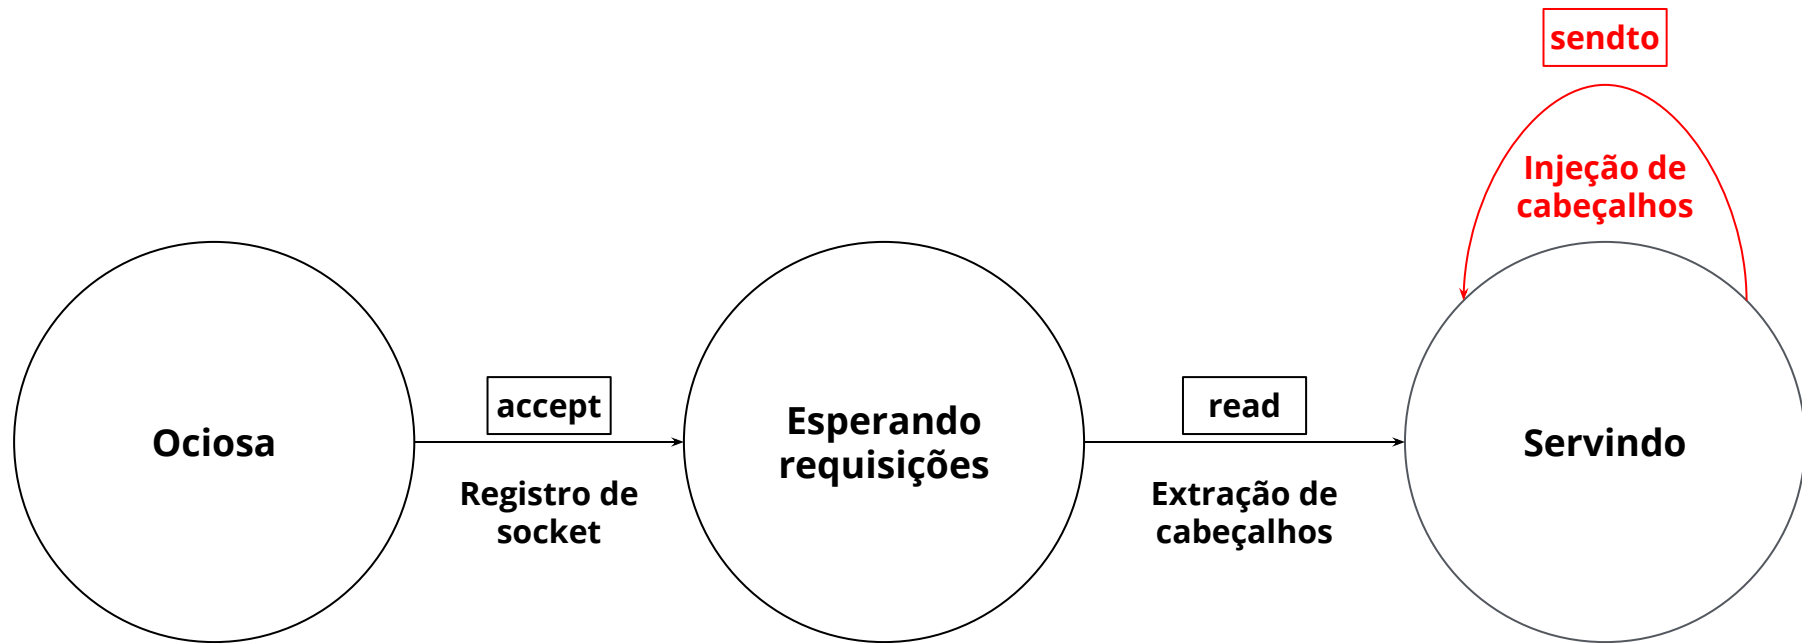 sendto
Injeção de
cabeçalhos
Ociosa
accept
Registro de
socket
Esperando
requisições
read
Extração de
cabeçalhos
Servindo